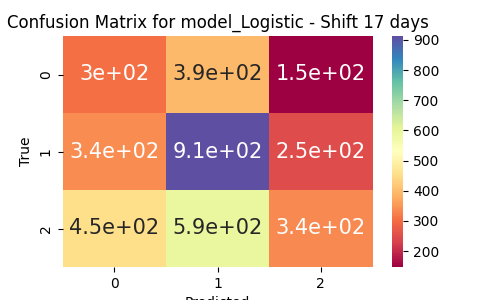 Confusion Matrix for model_Logistic - Shift 17 days
True
0 3e+02 3.9e+02 1.5e+02
1 3.4e+02 9.1e+02 2.5e+02
2 4.5e+02 5.9e+02 3.4e+02
0 1 2
Predicted
900
800
700
600
500
400
300
200